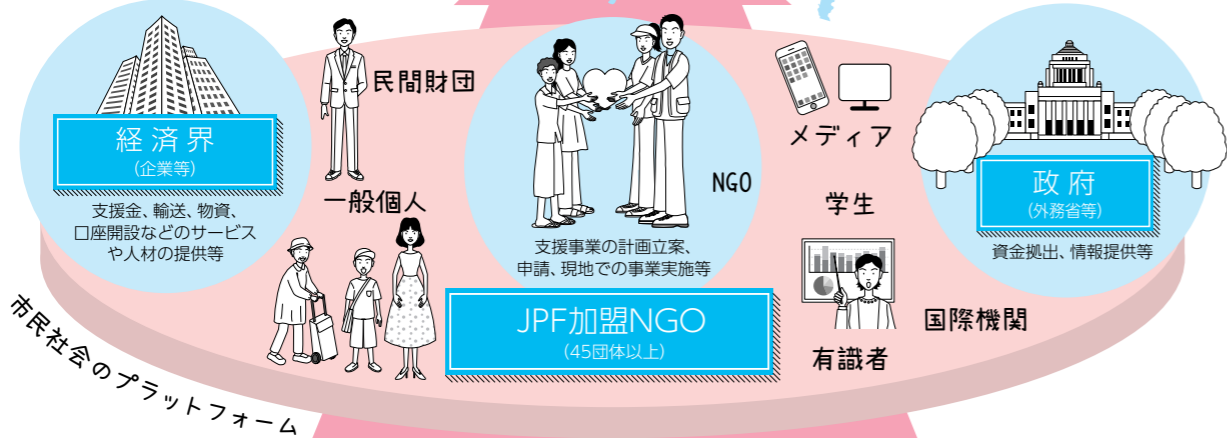 経済界
(企業等)
支援金、輸送、物資、
口座開設などのサービス
や人材の提供等
民間財団
一般個人
NGO
支援事業の計画立案、
申請、現地での事業実施等
JPF加盟NGO
(45団体以上)
メディア
学生
有識者
国際機関
政府
(外務省等)
資金拠出、情報提供等
市民社会のプラットフォーム